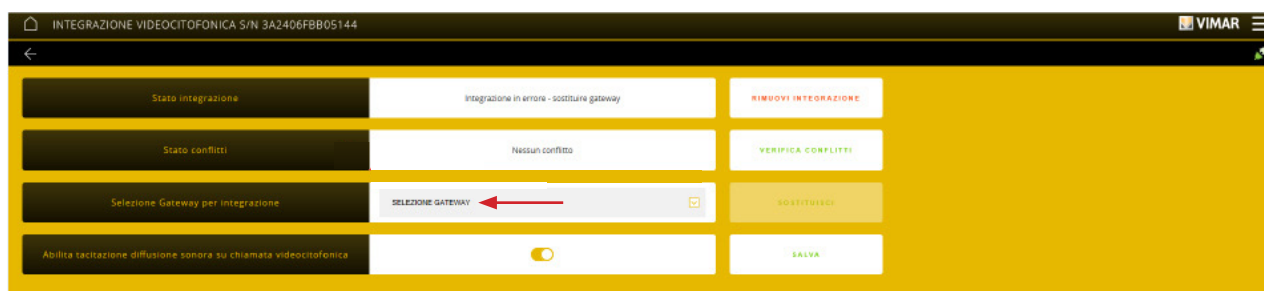 INTEGRAZIONE VIDEOCITOFONICA S/N 3A2406FBB05144
VIMAR
Stato integrazione
Integrazione in errore - sostituire gateway
RIMUOVI INTEGRAZIONE
Stato conflitti
Nessun conflitto
VERIFICA CONFLITTI
Selezione Gateway per integrazione
SELEZIONE GATEWAY
SOSTITUISCI
Abilita tacitazione diffusione sonora su chiamata videocitofonica
SALVA